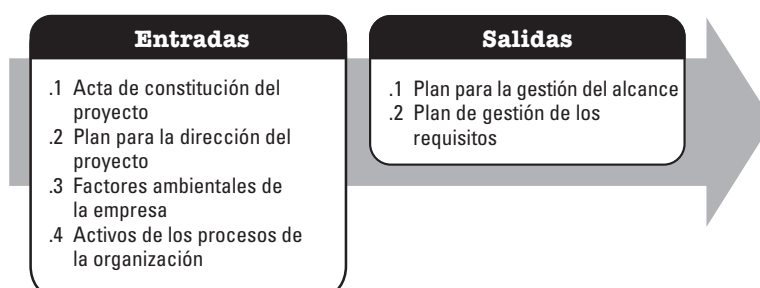 Entradas
.1 Acta de constitución del
proyecto
.2 Plan para la dirección del
proyecto
.3 Factores ambientales de
la empresa
.4 Activos de los procesos de
la organización
Salidas
.1 Plan para la gestión del alcance
.2 Plan de gestión de los
requisitos